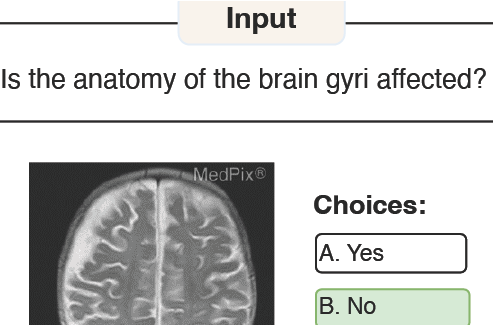 Input
Is the anatomy of the brain gyri affected?
MedPix®
Choices:
A. Yes
B. No